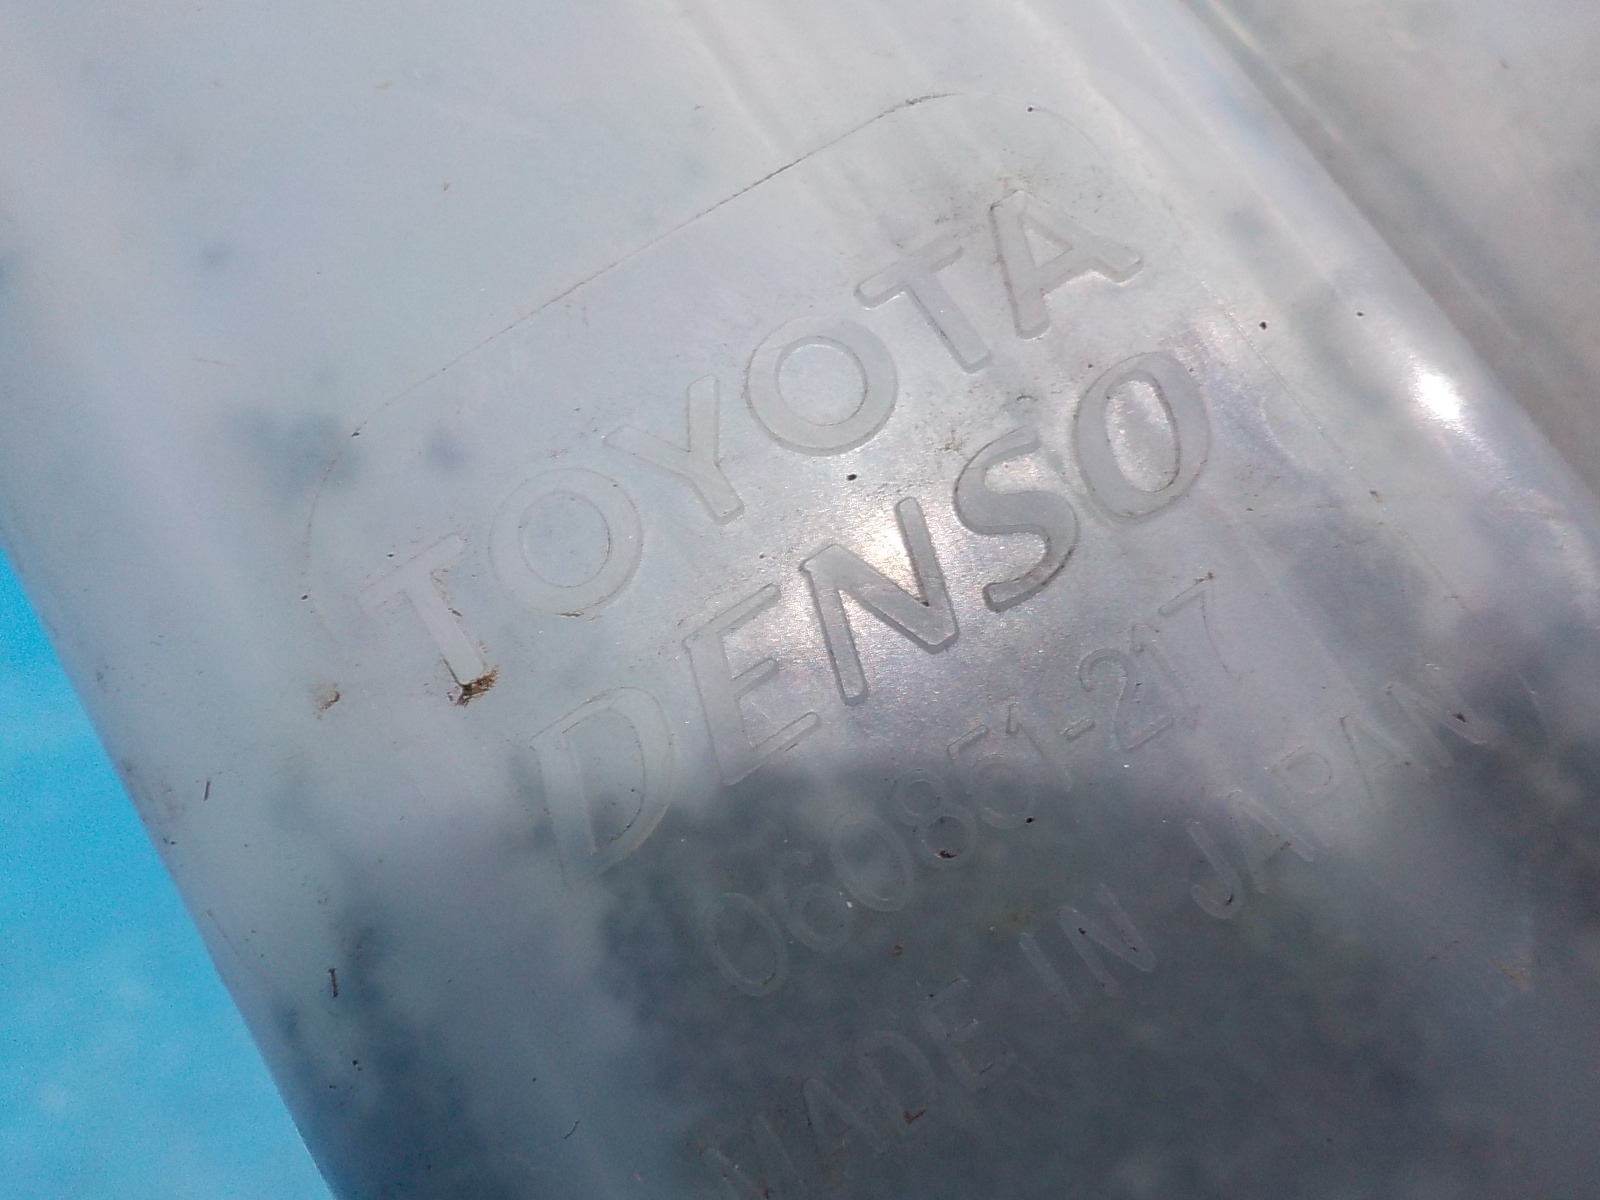 TOYOTA
DENSO
060851-217
MADE IN JAPAN